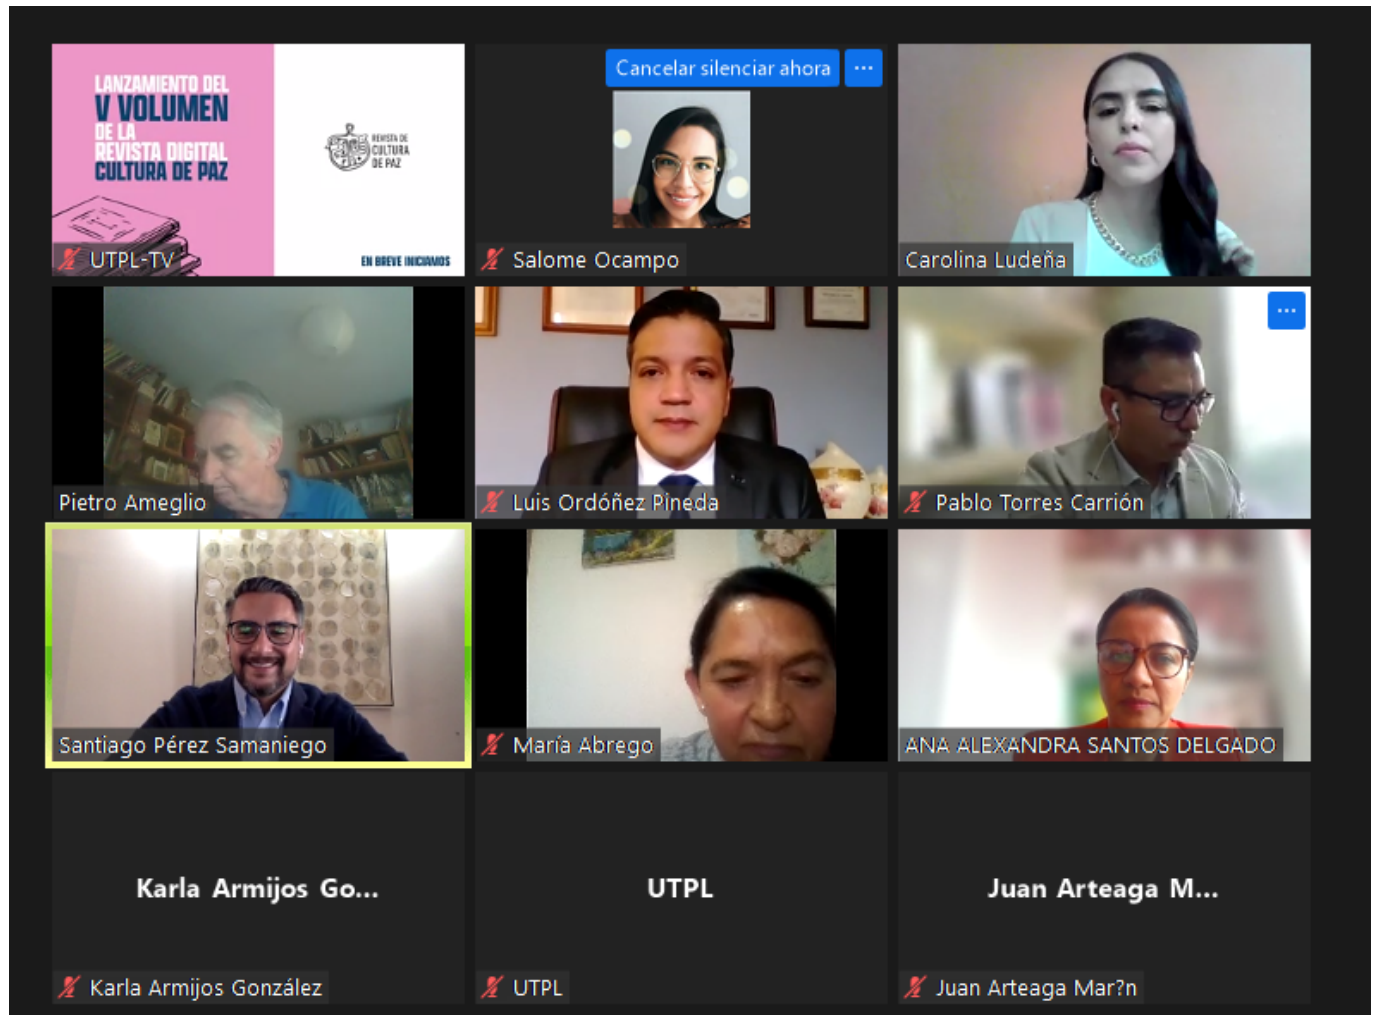 LANZAMIENTO DEL
V VOLUMEN
DE LA
REVISTA DIGITAL
CULTURA DE PAZ
REVISTA DE
CULTURA
DE PAZ
EN BREVE INICIAMOS
UTPL-TV
Cancelar silenciar ahora
...
Salome Ocampo
Carolina Ludeña
Pietro Ameglio
Luis Ordóñez Pineda
...
Pablo Torres Carrión
Santiago Pérez Samaniego
María Abrego
ANA ALEXANDRA SANTOS DELGADO
Karla Armijos Go...
Karla Armijos González
UTPL
UTPL
Juan Arteaga M...
Juan Arteaga Mar?n